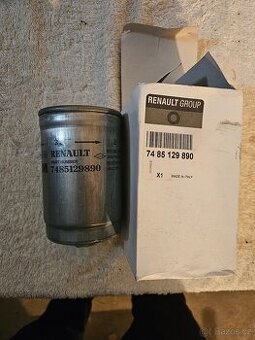 RENAULT
7485129890
RENAULT GROUP
74 85 129 890
X1
MADE IN ITALY